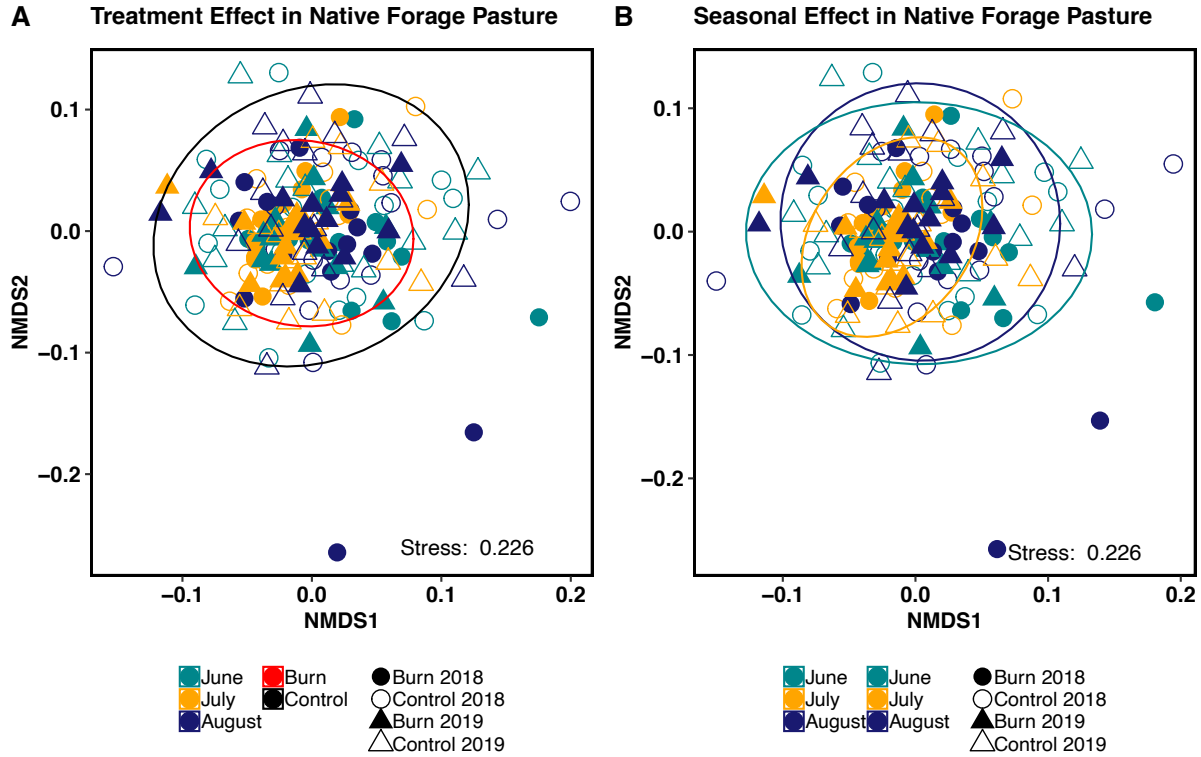 A Treatment Effect in Native Forage Pasture
0.1
0.0
−0.1
−0.2
NMDS2
Stress: 0.226
−0.1 0.0 0.1 0.2
NMDS1
June
July
August
Burn
Control
Burn 2018
Control 2018
Burn 2019
Control 2019
B Seasonal Effect in Native Forage Pasture
0.1
0.0
−0.1
−0.2
NMDS2
Stress: 0.226
−0.1 0.0 0.1 0.2
NMDS1
June
July
August
June
July
August
Burn 2018
Control 2018
Burn 2019
Control 2019